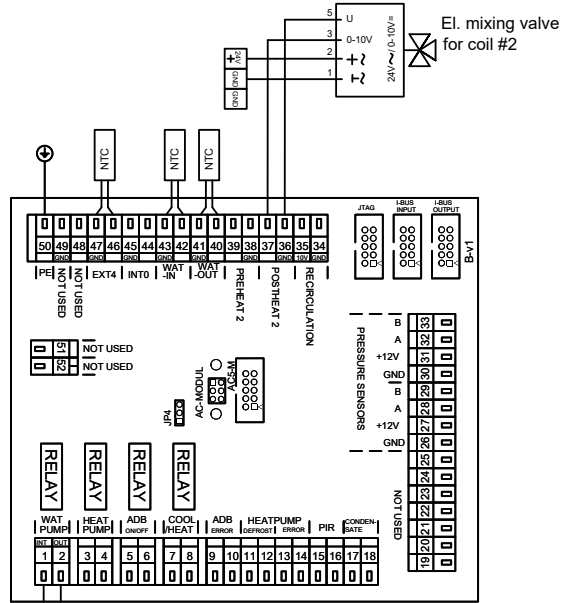 5 U
3 0-10V
2 +~
1 ⊥~
24V~/0-10V=
El. mixing valve
for coil #2
+ 24V
GND
GND
NTC
NTC
NTC
JTAG
I-BUS
INPUT
I-BUS
OUTPUT
B-v1
50 49 48 47 46 45 44 43 42 41 40 39 38 37 36 35 34
GND GND GND GND GND GND GND 10V GND
PE
NOT USED
NOT USED
EXT4
INT0
WAT
-IN
WAT
-OUT
PREHEAT 2
POSTHEAT 2
RECIRCULATION
51 NOT USED
52 NOT USED
AC-MODUL
AC5-M
JP4
PRESSURE SENSORS
B 33
A 32
+12V 31
GND 30
B 29
A 28
+12V 27
GND 26
25
24
23
22
21
20
19
NOT USED
RELAY
RELAY
RELAY
RELAY
WAT
PUMP
HEAT
PUMP
ADB
ON/OFF
COOL
/HEAT
ADB
ERROR
HEATPUMP
DEFROST ERROR
PIR
CONDEN-
SATE
INT OUT
1 2 3 4 5 6 7 8 9 10 11 12 13 14 15 16 17 18